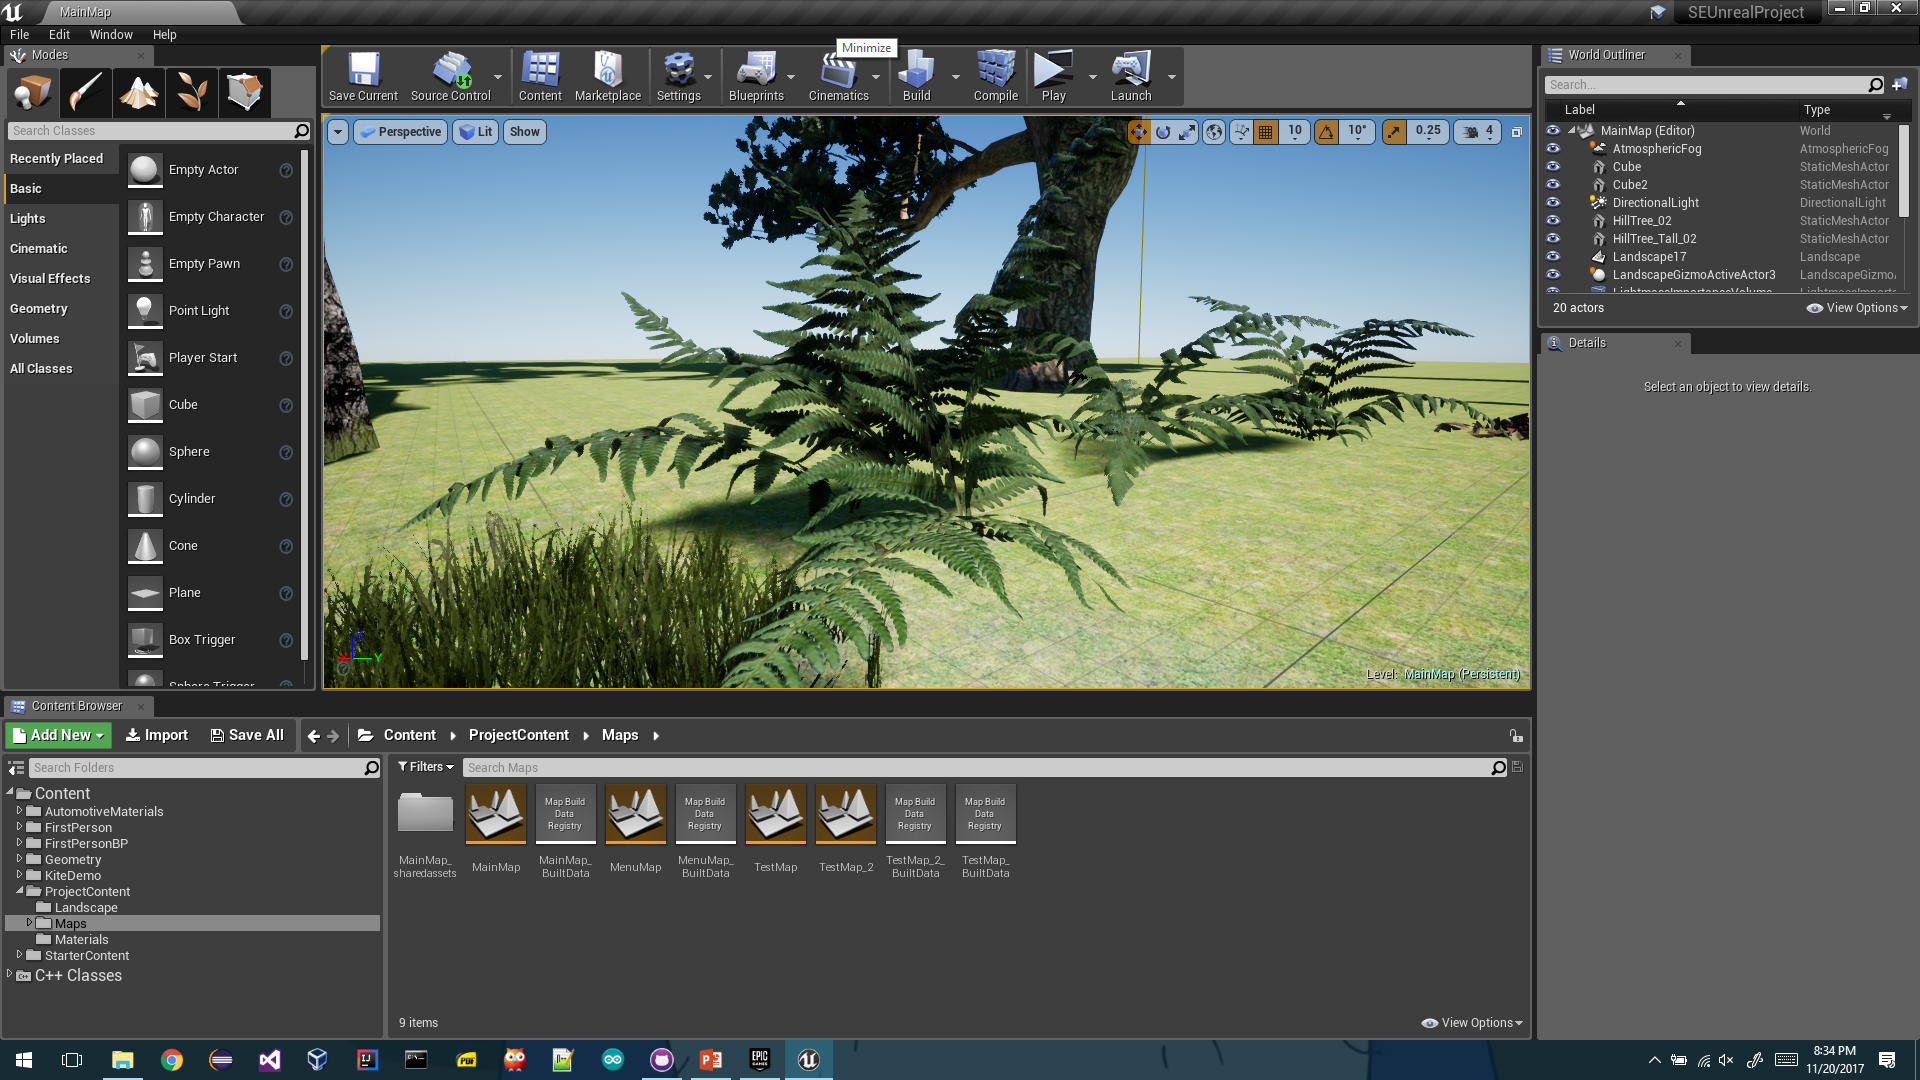 MainMap
SEUnrealProject
File Edit Window Help
Minimize
Modes
Search Classes
Recently Placed
Basic
Lights
Cinematic
Visual Effects
Geometry
Volumes
All Classes
Empty Actor
Empty Character
Empty Pawn
Point Light
Player Start
Cube
Sphere
Cylinder
Cone
Plane
Box Trigger
Sphere Trigger
Save Current
Source Control
Content
Marketplace
Settings
Blueprints
Cinematics
Build
Compile
Play
Launch
Perspective Lit Show
10 10° 0.25 4
X Z Y
Level: MainMap (Persistent)
World Outliner
Search...
Label Type
MainMap (Editor) World
AtmosphericFog AtmosphericFog
Cube StaticMeshActor
Cube2 StaticMeshActor
DirectionalLight DirectionalLight
HillTree_02 StaticMeshActor
HillTree_Tall_02 StaticMeshActor
Landscape17 Landscape
LandscapeGizmoActiveActor3 LandscapeGizmo
LightmassImportanceVolume
20 actors View Options
Details
Select an object to view details.
Content Browser
Add New Import Save All Content ProjectContent Maps
Search Folders
Content
AutomotiveMaterials
FirstPerson
FirstPersonBP
Geometry
KiteDemo
ProjectContent
Landscape
Maps
Materials
StarterContent
C++ Classes
Filters Search Maps
Map Build
Data
Registry
Map Build
Data
Registry
Map Build
Data
Registry
Map Build
Data
Registry
MainMap_
sharedassets
MainMap
MainMap_
BuiltData
MenuMap
MenuMap_
BuiltData
TestMap
TestMap_2
TestMap_2_
BuiltData
TestMap_
BuiltData
9 items View Options
PDF
EPIC
GAMES
8:34 PM
11/20/2017